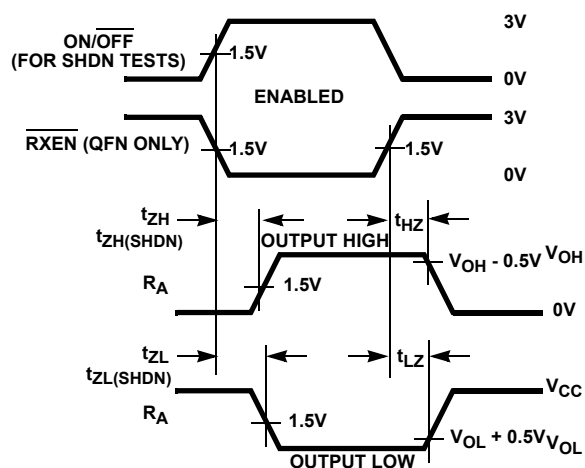 ON/OFF
(FOR SHDN TESTS)
1.5V
3V
0V
ENABLED
RXEN (QFN ONLY)
1.5V
1.5V
3V
0V
tZH
tZH(SHDN)
tHZ
OUTPUT HIGH
RA
1.5V
VOH - 0.5V
VOH
0V
tZL
tZL(SHDN)
tLZ
RA
1.5V
VCC
VOL + 0.5V
VOL
OUTPUT LOW